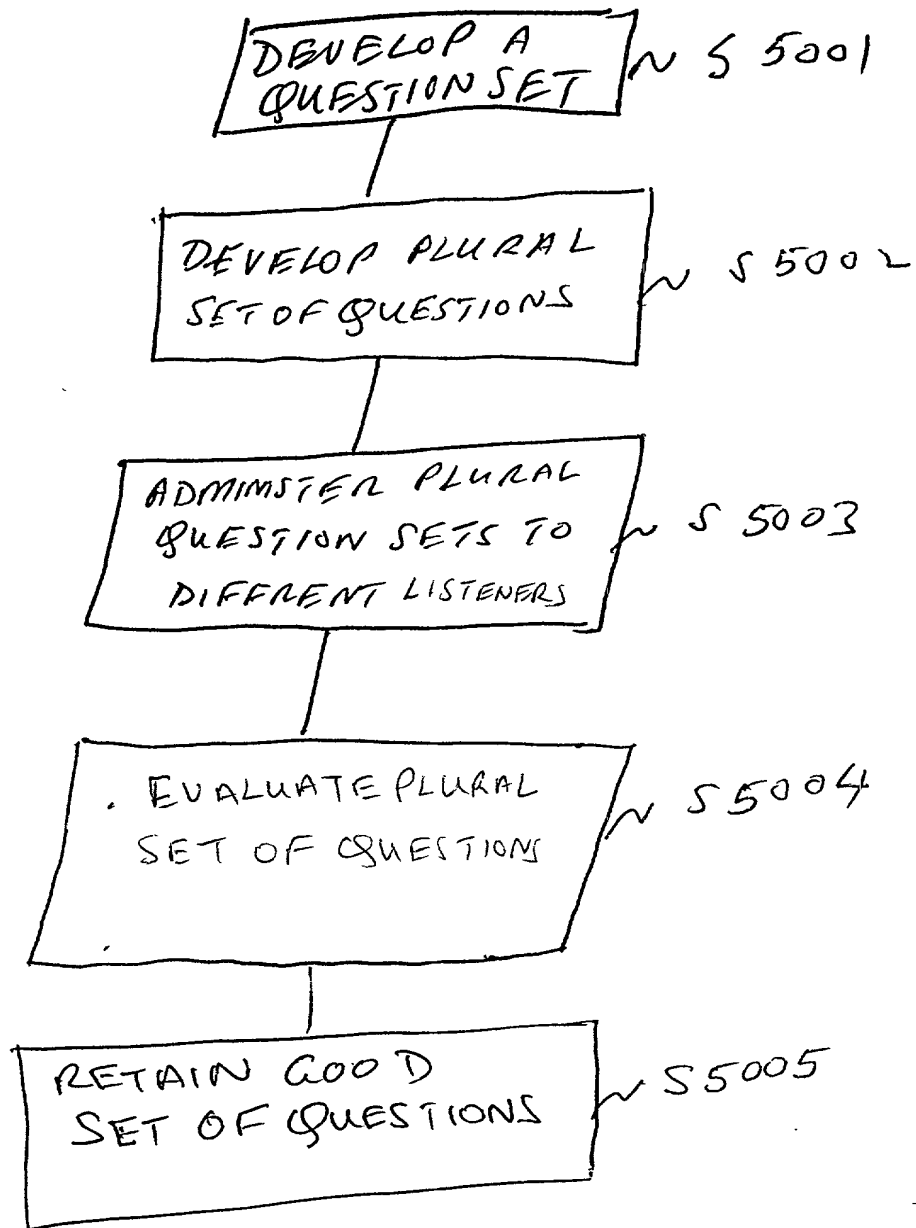 DEVELOP A ~ S 5001
QUESTION SET
DEVELOP PLURAL ~ S 5002
SET OF QUESTIONS
ADMIMSTER PLURAL
QUESTION SETS TO ~ S 5003
DIFFRENT LISTENERS
EVALUATE PLURAL ~ S 5004
SET OF QUESTIONS
RETAIN GOOD ~ S 5005
SET OF QUESTIONS